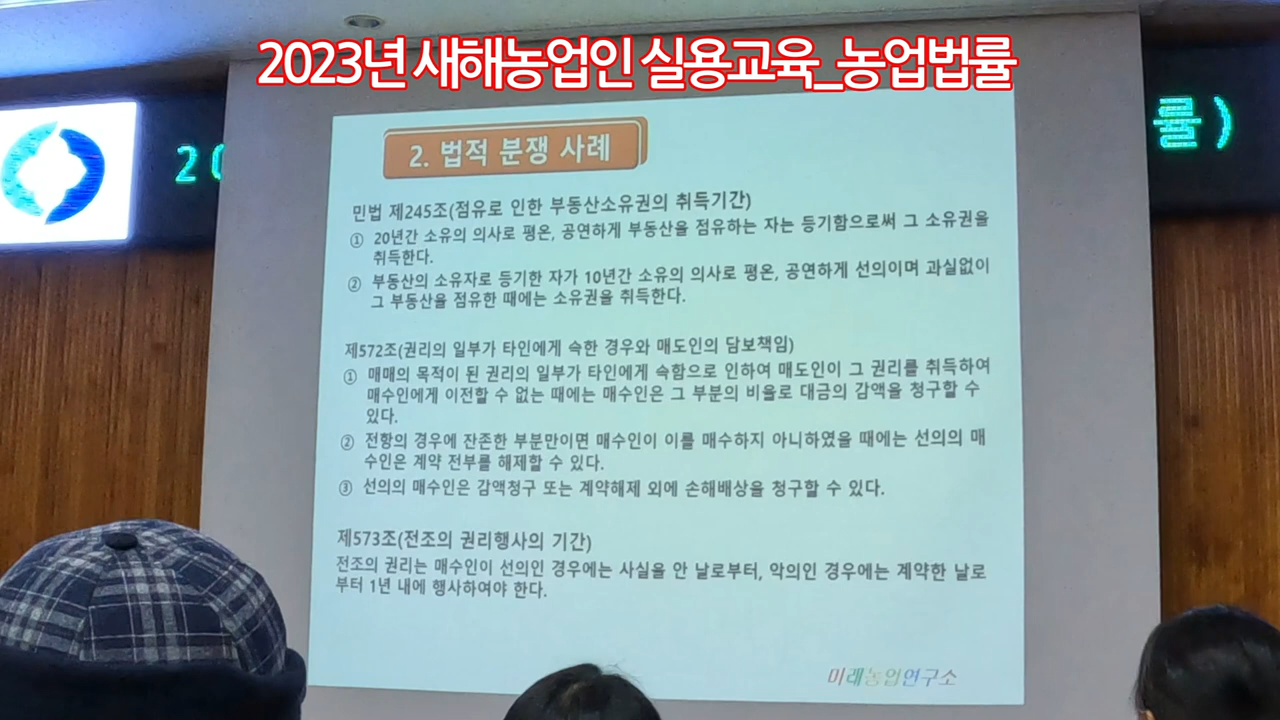 2023년 새해농업인 실용교육_농업법률
20
률)
2. 법적 분쟁 사례
민법 제245조(점유로 인한 부동산소유권의 취득기간)
① 20년간 소유의 의사로 평온, 공연하게 부동산을 점유하는 자는 등기함으로써 그 소유권을
취득한다.
② 부동산의 소유자로 등기한 자가 10년간 소유의 의사로 평온, 공연하게 선의이며 과실없이
그 부동산을 점유한 때에는 소유권을 취득한다.
제572조(권리의 일부가 타인에게 속한 경우와 매도인의 담보책임)
① 매매의 목적이 된 권리의 일부가 타인에게 속함으로 인하여 매도인이 그 권리를 취득하여
매수인에게 이전할 수 없는 때에는 매수인은 그 부분의 비율로 대금의 감액을 청구할 수
있다.
② 전항의 경우에 잔존한 부분만이면 매수인이 이를 매수하지 아니하였을 때에는 선의의 매
수인은 계약 전부를 해제할 수 있다.
③ 선의의 매수인은 감액청구 또는 계약해제 외에 손해배상을 청구할 수 있다.
제573조(전조의 권리행사의 기간)
전조의 권리는 매수인이 선의인 경우에는 사실을 안 날로부터, 악의인 경우에는 계약한 날로
부터 1년 내에 행사하여야 한다.
미래농업연구소